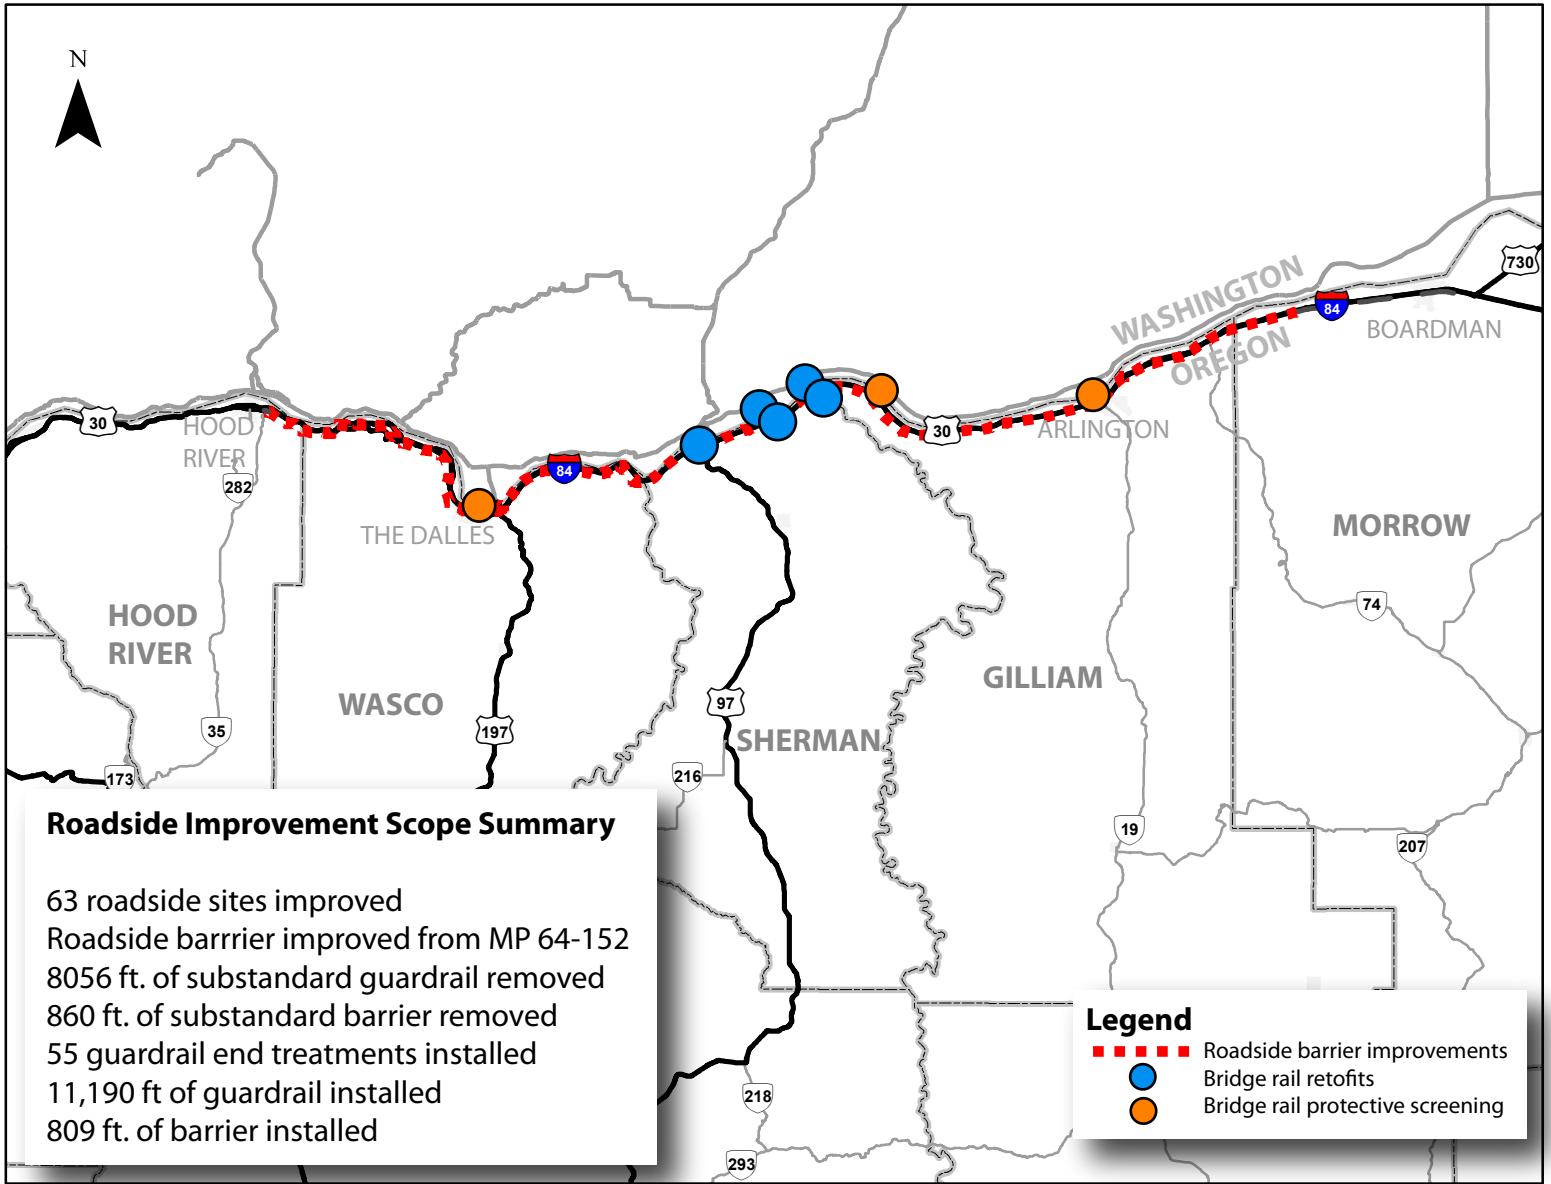 N
WASHINGTON
OREGON
730
84
BOARDMAN
30
HOOD
RIVER
282
84
THE DALLES
30
ARLINGTON
MORROW
74
HOOD
RIVER
WASCO
GILLIAM
35
197
97
SHERMAN
173
216
19
207
218
293
Roadside Improvement Scope Summary
63 roadside sites improved
Roadside barrrier improved from MP 64-152
8056 ft. of substandard guardrail removed
860 ft. of substandard barrier removed
55 guardrail end treatments installed
11,190 ft of guardrail installed
809 ft. of barrier installed
Legend
Roadside barrier improvements
Bridge rail retofits
Bridge rail protective screening